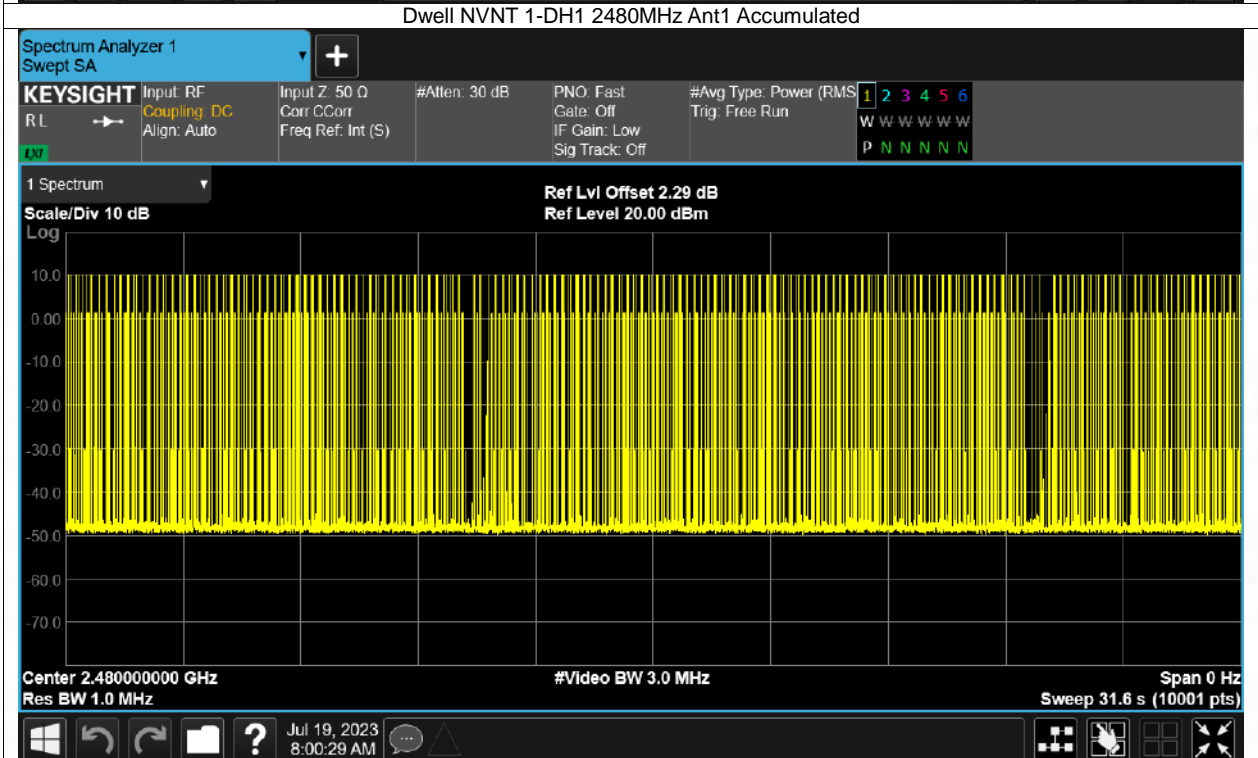 Dwell NVNT 1-DH1 2480MHz Ant1 Accumulated
Spectrum Analyzer 1
Swept SA
+
KEYSIGHT
RL
LXI
Input: RF
Coupling: DC
Align: Auto
Input Z: 50 Ω
Corr CCorr
Freq Ref: Int (S)
#Atten: 30 dB
PNO: Fast
Gate: Off
IF Gain: Low
Sig Track: Off
#Avg Type: Power (RMS
Trig: Free Run
1 2 3 4 5 6
W W W W W W
P N N N N N
1 Spectrum
Scale/Div 10 dB
Ref Lvl Offset 2.29 dB
Ref Level 20.00 dBm
Log
10.0
0.00
-10.0
-20.0
-30.0
-40.0
-50.0
-60.0
-70.0
Center 2.480000000 GHz
Res BW 1.0 MHz
#Video BW 3.0 MHz
Span 0 Hz
Sweep 31.6 s (10001 pts)
?
Jul 19, 2023
8:00:29 AM